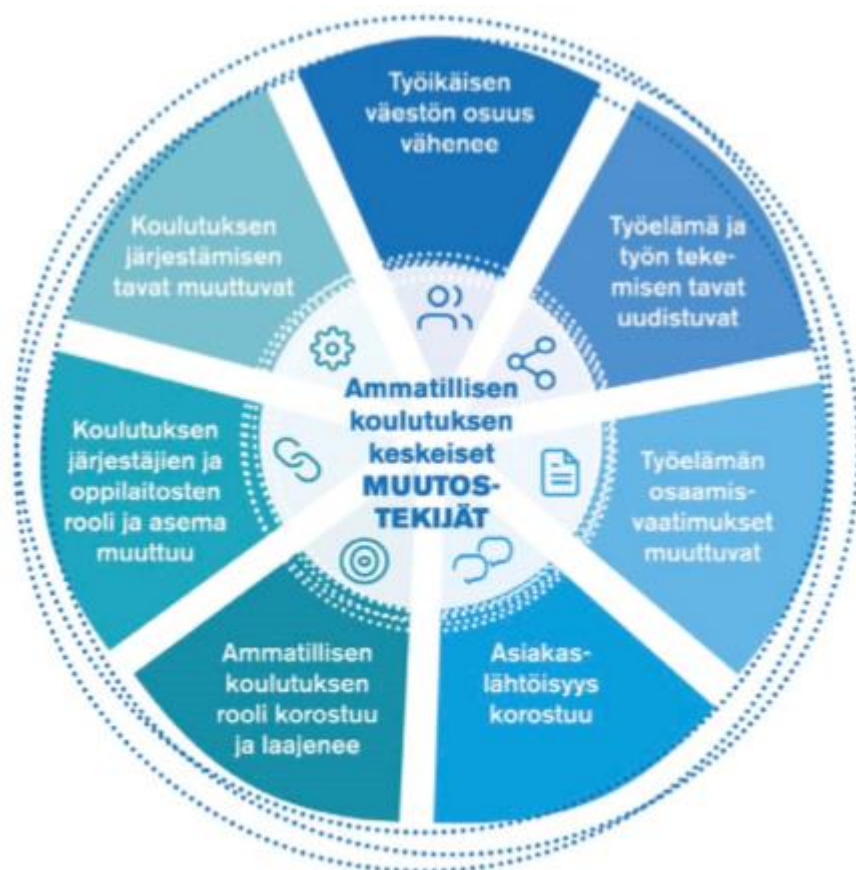 Työikäisen
väestön osuus
vähenee
Työelämä ja
työn teke-
misen tavat
uudistuvat
Työelämän
osaamis-
vaatimukset
muuttuvat
Asiakas-
lähtöisyys
korostuu
Ammatillisen
koulutuksen
rooli korostuu
ja laajenee
Koulutuksen
järjestäjien ja
oppilaitosten
rooli ja asema
muuttuu
Koulutuksen
järjestämisen
tavat muuttuvat
Ammatillisen
koulutuksen
keskeiset
MUUTOS-
TEKIJÄT